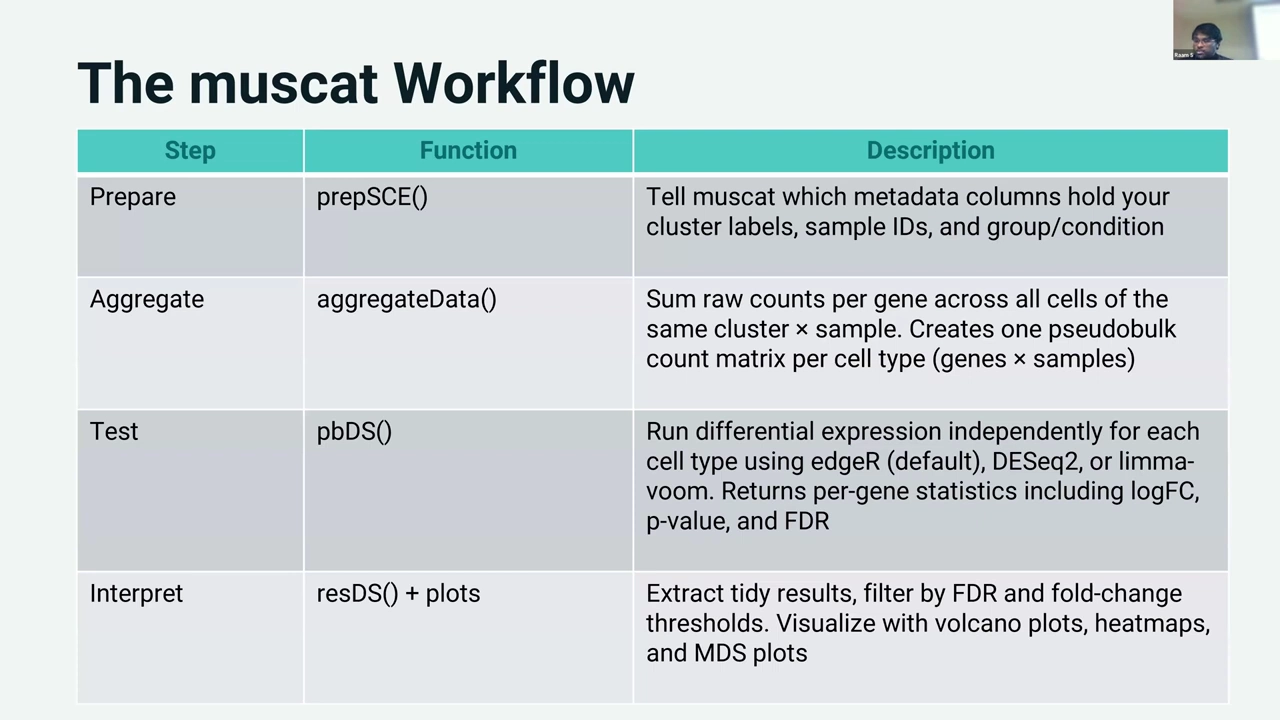 Raam S
The muscat Workflow
Step Function Description
Prepare prepSCE() Tell muscat which metadata columns hold your
cluster labels, sample IDs, and group/condition
Aggregate aggregateData() Sum raw counts per gene across all cells of the
same cluster × sample. Creates one pseudobulk
count matrix per cell type (genes × samples)
Test pbDS() Run differential expression independently for each
cell type using edgeR (default), DESeq2, or limma-
voom. Returns per-gene statistics including logFC,
p-value, and FDR
Interpret resDS() + plots Extract tidy results, filter by FDR and fold-change
thresholds. Visualize with volcano plots, heatmaps,
and MDS plots